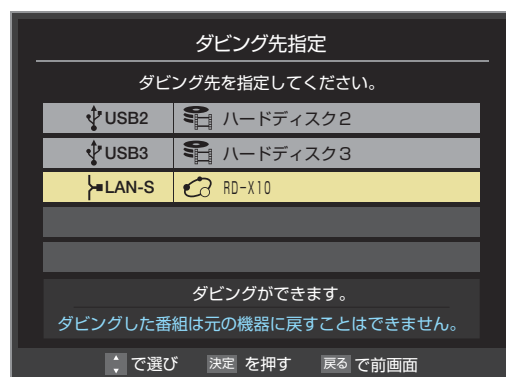 ダビング先指定
ダビング先を指定してください。
USB2 ハードディスク2
USB3 ハードディスク3
LAN-S RD-X10
ダビングができます。
ダビングした番組は元の機器に戻すことはできません。
で選び 決定 を押す 戻る で前画面